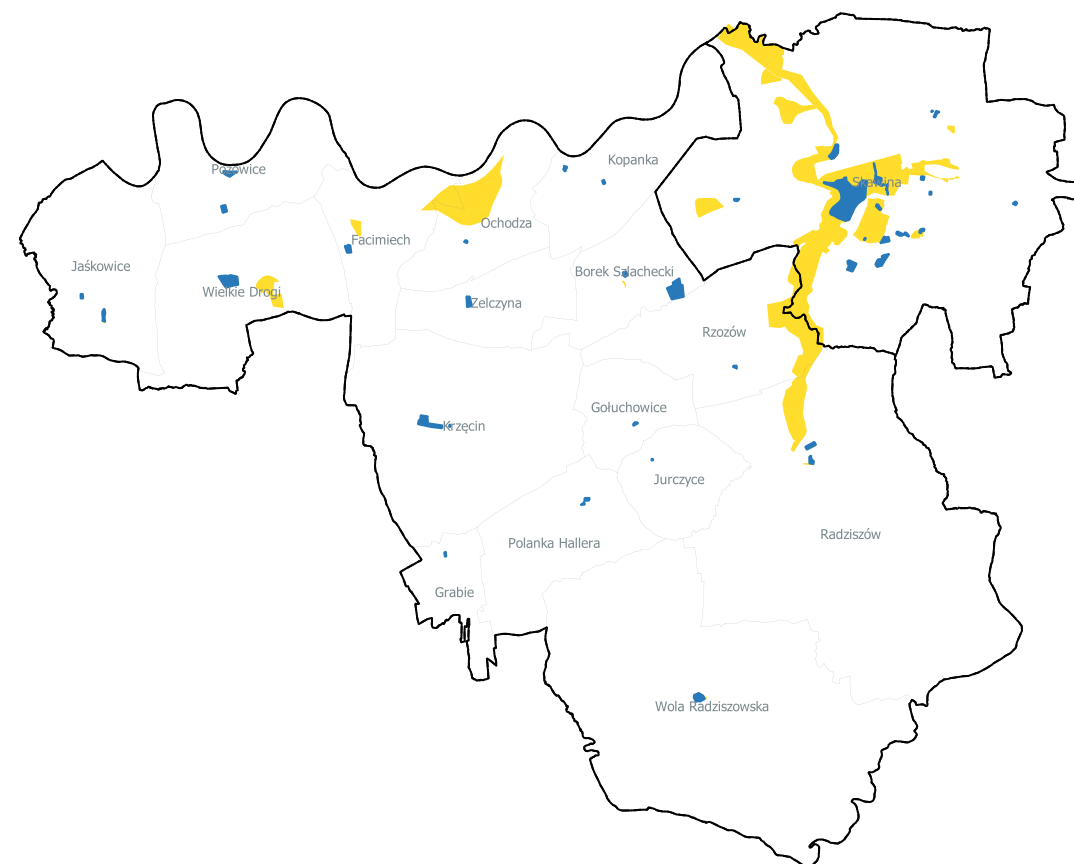 Kopanka
Pozowice
Skawina
Ochodza
Facimiech
Jaśkowice
Borek Szlachecki
Wielkie Drogi
Zelczyna
Rzozów
Gołuchowice
Krzęcin
Jurczyce
Radziszów
Polanka Hallera
Grabie
Wola Radziszowska